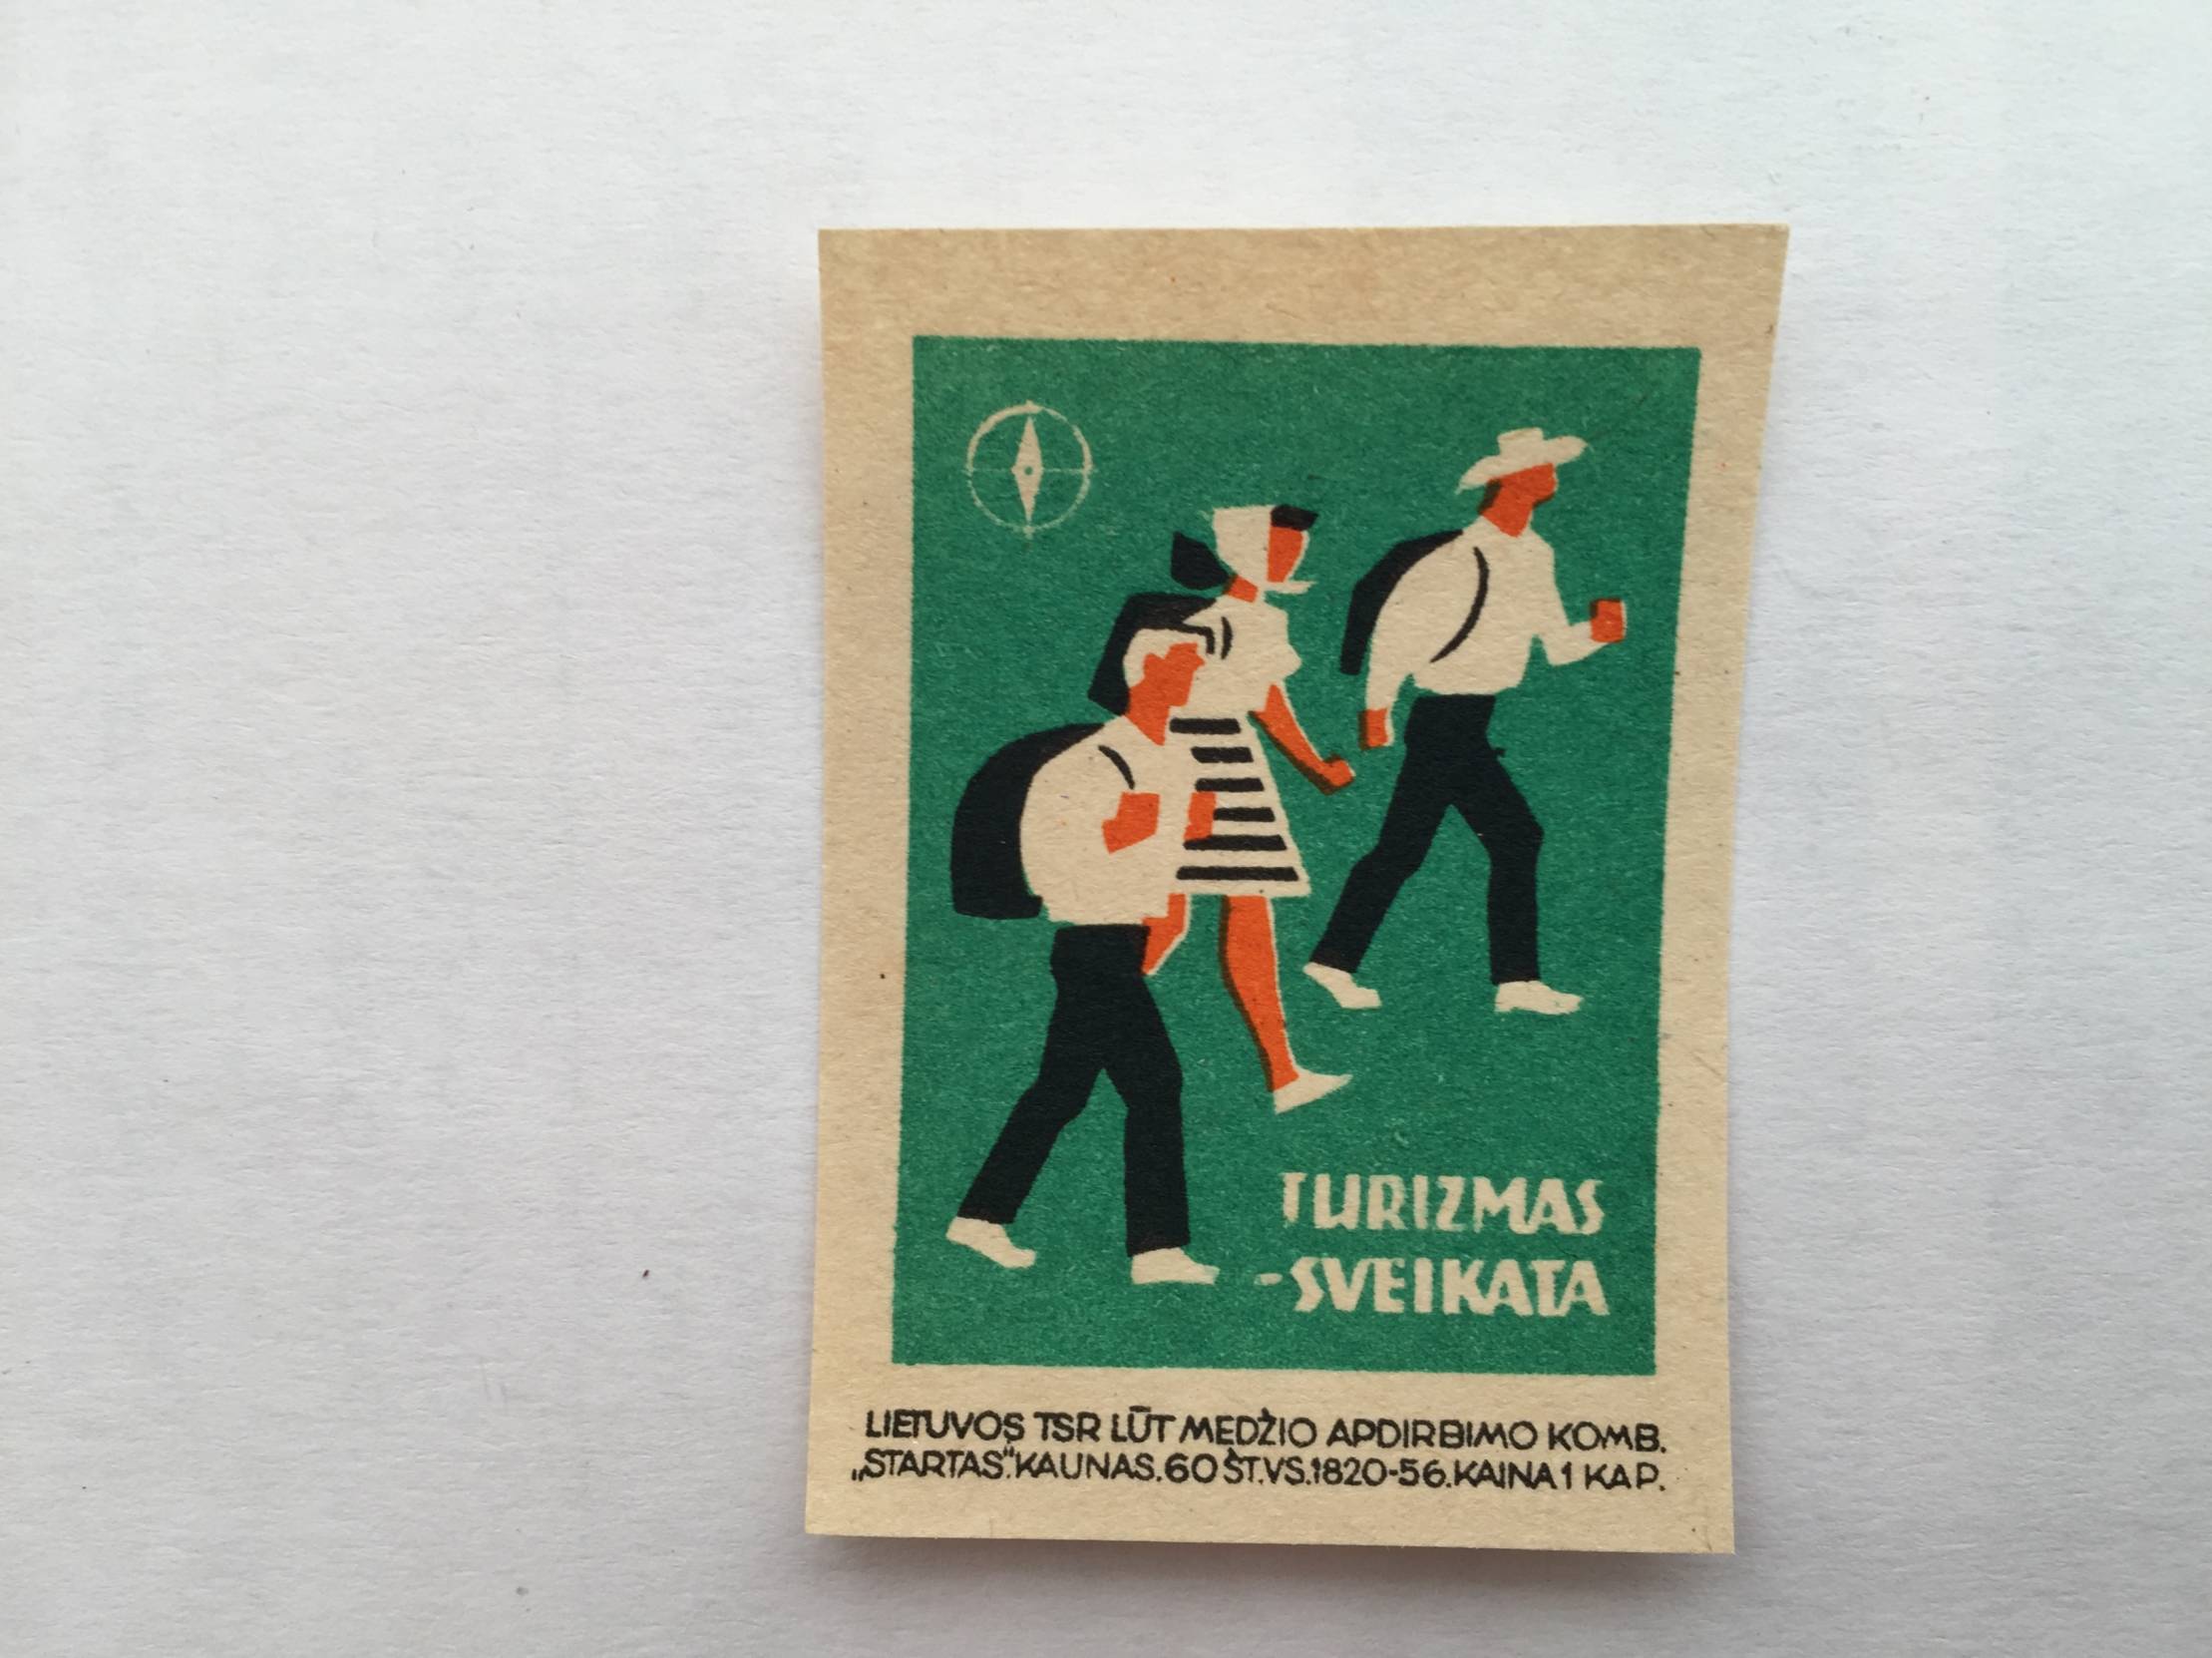 TURIZMAS
-SVEIKATA
LIETUVOS TSR LŪT MEDŽIO APDIRBIMO KOMB.
„STARTAS“.KAUNAS.60 ŠT.VS.1820-56.KAINA 1 KAP.